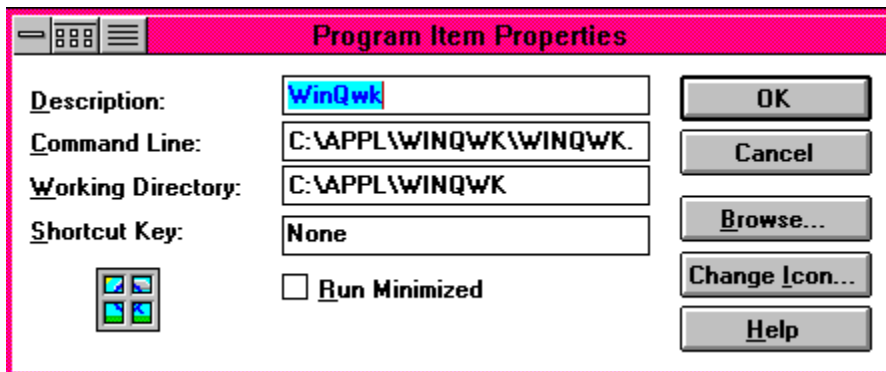 Program Item Properties
Description: WinQwk OK
Command Line: C:\APPL\WINQWK\WINQWK. Cancel
Working Directory: C:\APPL\WINQWK
Shortcut Key: None Browse...
Run Minimized Change Icon...
Help